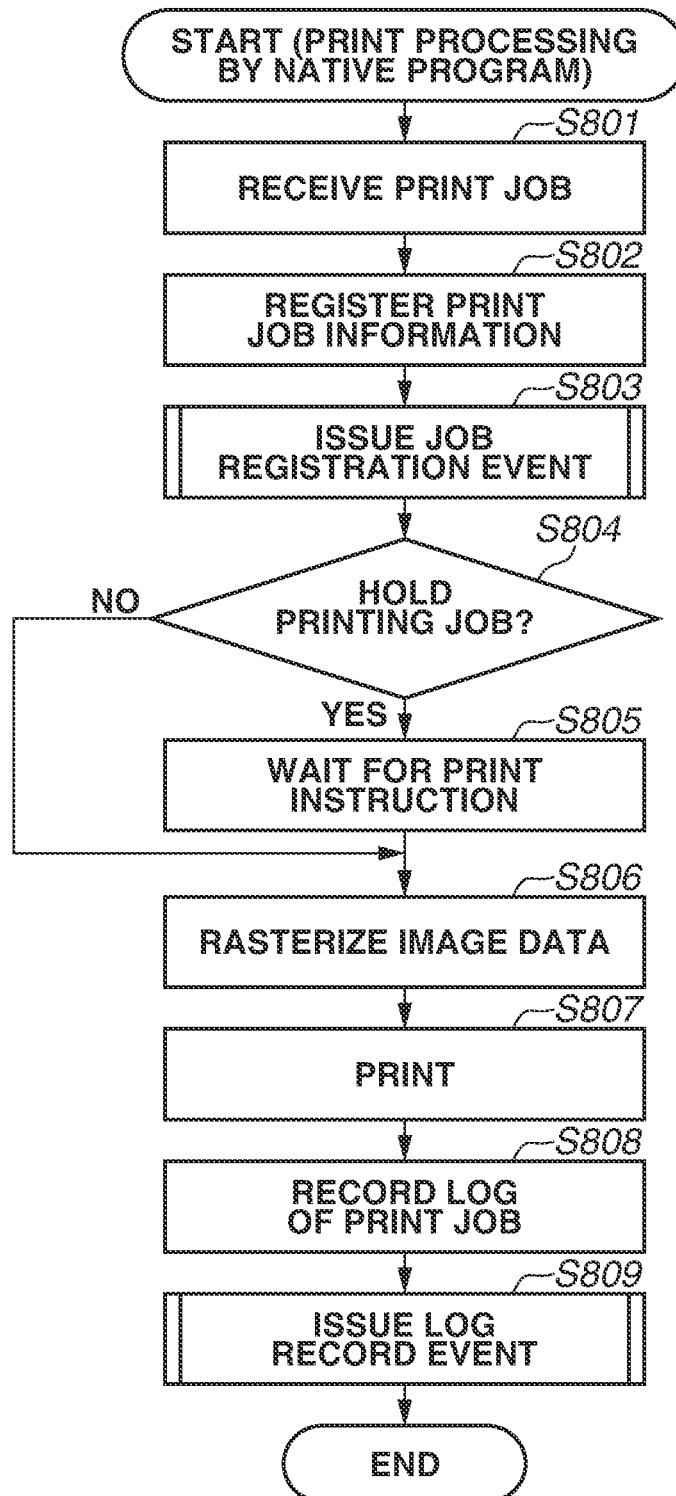 START (PRINT PROCESSING
BY NATIVE PROGRAM)
S801
RECEIVE PRINT JOB
S802
REGISTER PRINT
JOB INFORMATION
S803
ISSUE JOB
REGISTRATION EVENT
S804
HOLD
PRINTING JOB?
NO
YES
S805
WAIT FOR PRINT
INSTRUCTION
S806
RASTERIZE IMAGE DATA
S807
PRINT
S808
RECORD LOG
OF PRINT JOB
S809
ISSUE LOG
RECORD EVENT
END